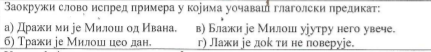 Заокружи слово испред примера у којима уочаваш глаголски предикат:
а) Дражи ми је Милош од Ивана. в) Блажи је Милош ујутру него увече.
б) Тражи је Милош цео дан. г) Лажи је док ти не поверује.